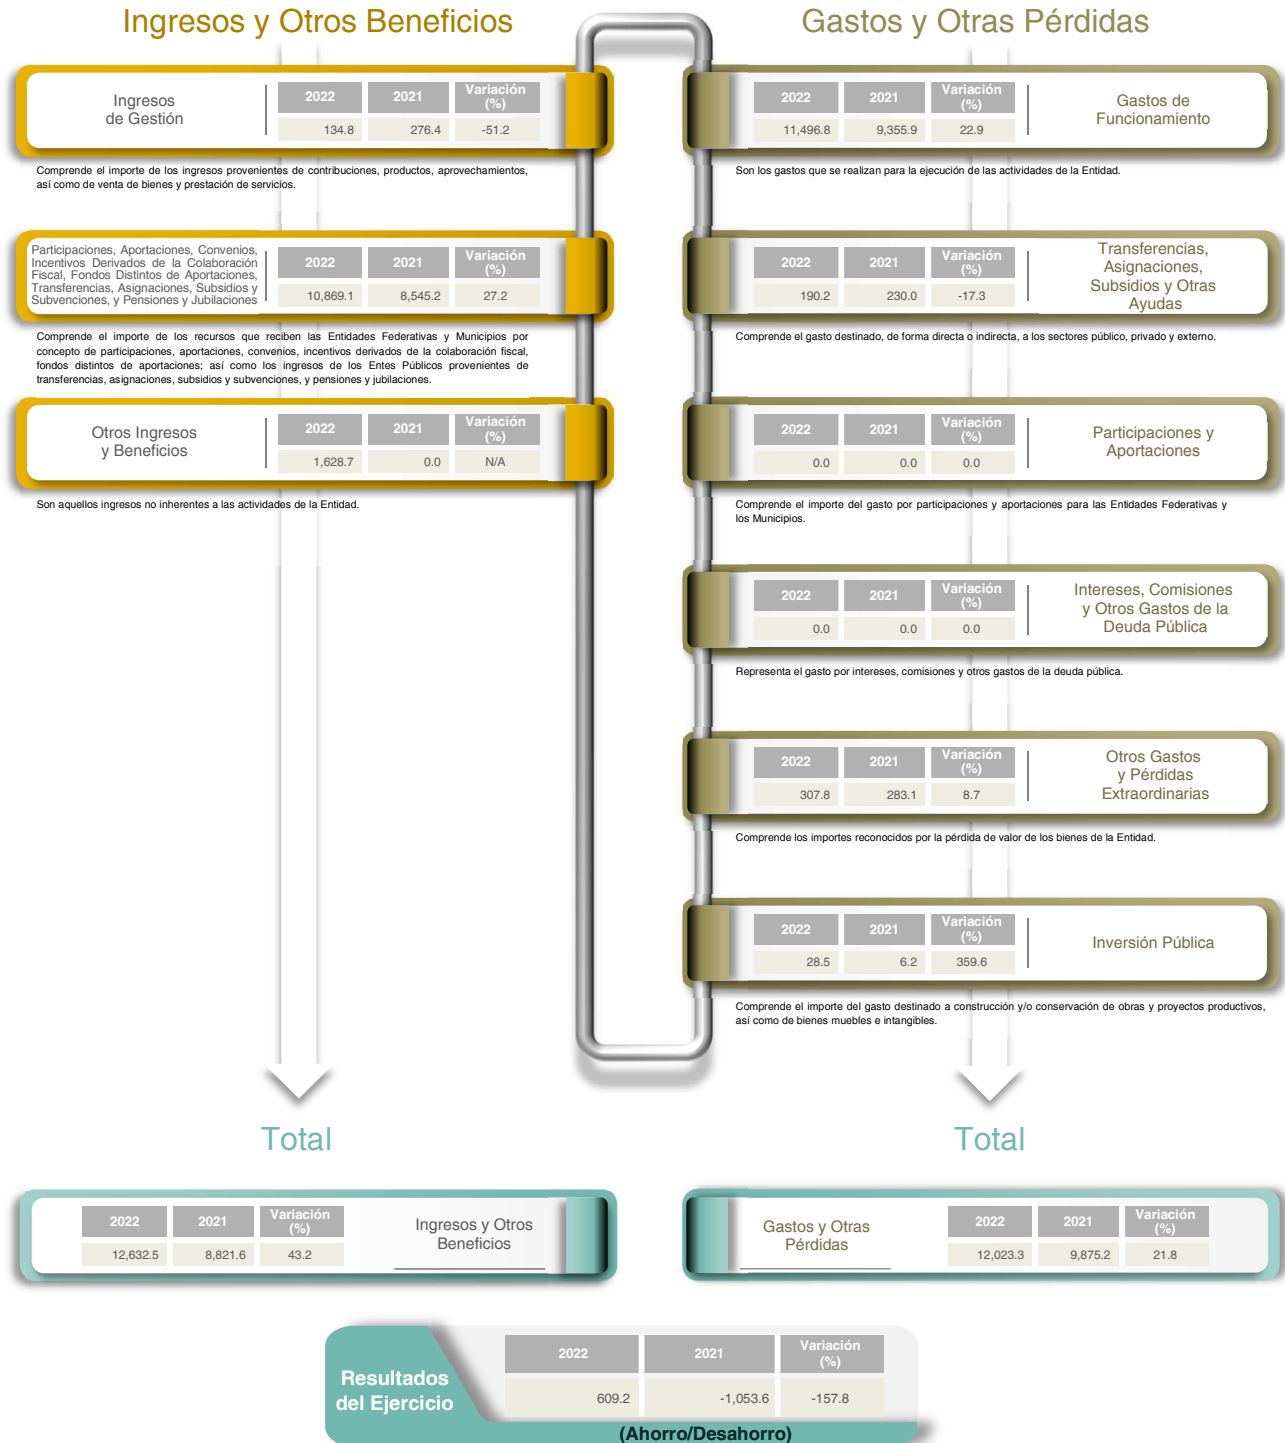 Ingresos y Otros Beneficios
Ingresos
de Gestión
2022 2021 Variación
(%)
134.8 276.4 -51.2
Comprende el importe de los ingresos provenientes de contribuciones, productos, aprovechamientos,
así como de venta de bienes y prestación de servicios.
Participaciones, Aportaciones, Convenios,
Incentivos Derivados de la Colaboración
Fiscal, Fondos Distintos de Aportaciones,
Transferencias, Asignaciones, Subsidios y
Subvenciones, y Pensiones y Jubilaciones
2022 2021 Variación
(%)
10,869.1 8,545.2 27.2
Comprende el importe de los recursos que reciben las Entidades Federativas y Municipios por
concepto de participaciones, aportaciones, convenios, incentivos derivados de la colaboración fiscal,
fondos distintos de aportaciones; así como los ingresos de los Entes Públicos provenientes de
transferencias, asignaciones, subsidios y subvenciones, y pensiones y jubilaciones.
Otros Ingresos
y Beneficios
2022 2021 Variación
(%)
1,628.7 0.0 N/A
Son aquellos ingresos no inherentes a las actividades de la Entidad.
Gastos y Otras Pérdidas
2022 2021 Variación
(%)
11,496.8 9,355.9 22.9
Gastos de
Funcionamiento
Son los gastos que se realizan para la ejecución de las actividades de la Entidad.
2022 2021 Variación
(%)
190.2 230.0 -17.3
Transferencias,
Asignaciones,
Subsidios y Otras
Ayudas
Comprende el gasto destinado, de forma directa o indirecta, a los sectores público, privado y externo.
2022 2021 Variación
(%)
0.0 0.0 0.0
Participaciones y
Aportaciones
Comprende el importe del gasto por participaciones y aportaciones para las Entidades Federativas y
los Municipios.
2022 2021 Variación
(%)
0.0 0.0 0.0
Intereses, Comisiones
y Otros Gastos de la
Deuda Pública
Representa el gasto por intereses, comisiones y otros gastos de la deuda pública.
2022 2021 Variación
(%)
307.8 283.1 8.7
Otros Gastos
y Pérdidas
Extraordinarias
Comprende los importes reconocidos por la pérdida de valor de los bienes de la Entidad.
2022 2021 Variación
(%)
28.5 6.2 359.6
Inversión Pública
Comprende el importe del gasto destinado a construcción y/o conservación de obras y proyectos productivos,
así como de bienes muebles e intangibles.
Total
2022 2021 Variación
(%)
12,632.5 8,821.6 43.2
Ingresos y Otros
Beneficios
Total
Gastos y Otras
Pérdidas
2022 2021 Variación
(%)
12,023.3 9,875.2 21.8
Resultados
del Ejercicio
2022 2021 Variación
(%)
609.2 -1,053.6 -157.8
(Ahorro/Desahorro)